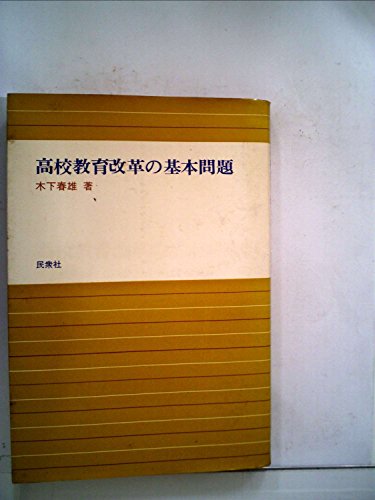 高校教育改革の基本問題
木下春雄 著
民衆社